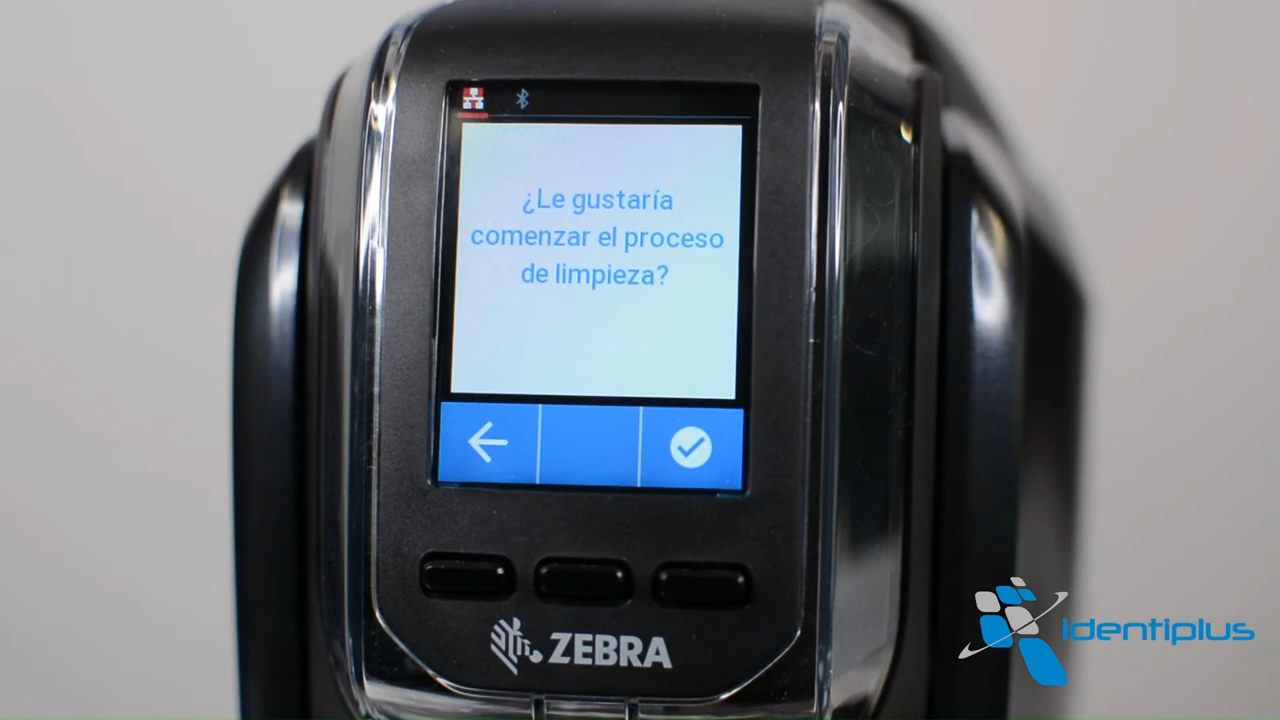 ¿Le gustaría
comenzar el proceso
de limpieza?
ZEBRA
Identiplus